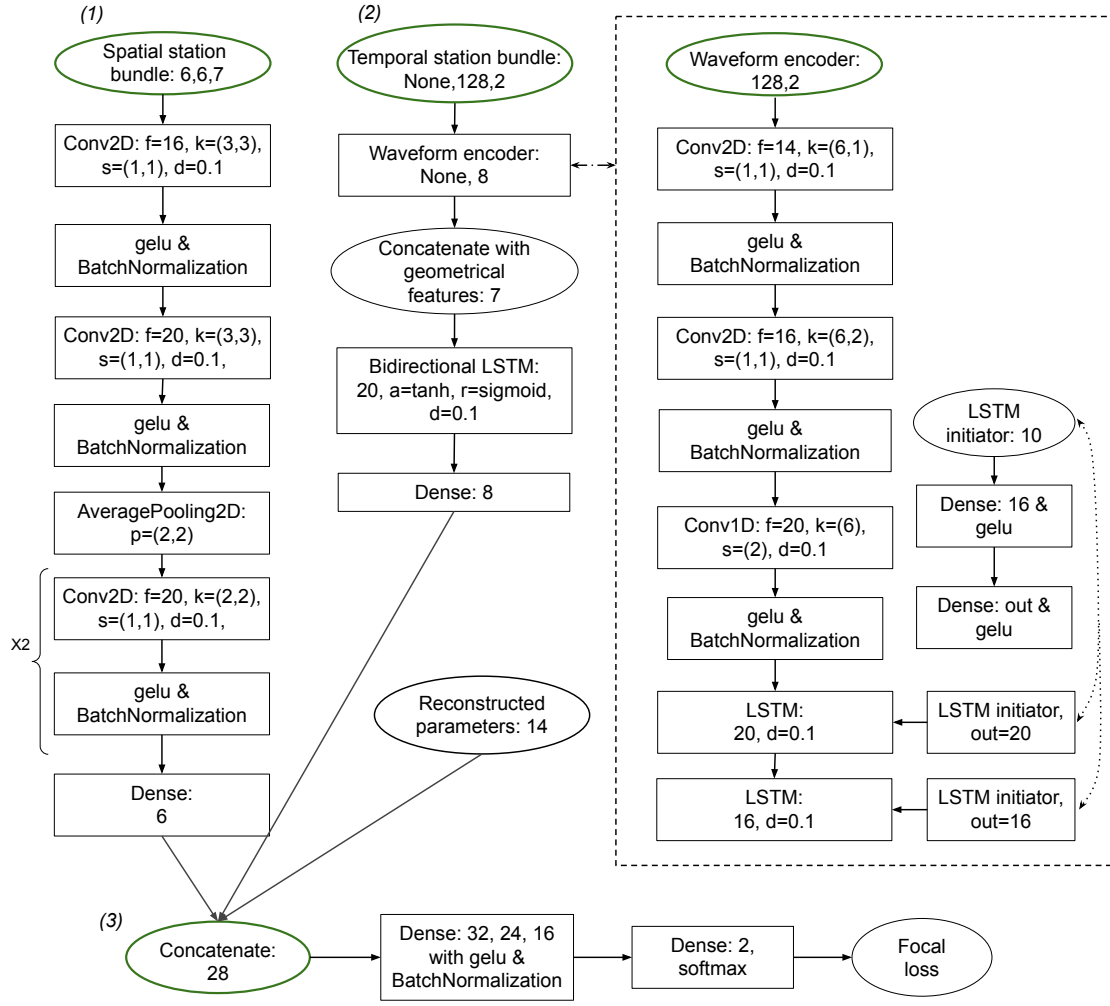 (1)
Spatial station
bundle: 6,6,7
Conv2D: f=16, k=(3,3),
s=(1,1), d=0.1
gelu &
BatchNormalization
Conv2D: f=20, k=(3,3),
s=(1,1), d=0.1,
gelu &
BatchNormalization
AveragePooling2D:
p=(2,2)
X2
Conv2D: f=20, k=(2,2),
s=(1,1), d=0.1,
gelu &
BatchNormalization
Dense:
6
(2)
Temporal station bundle:
None,128,2
Waveform encoder:
None, 8
Concatenate with
geometrical
features: 7
Bidirectional LSTM:
20, a=tanh, r=sigmoid,
d=0.1
Dense: 8
Reconstructed
parameters: 14
Waveform encoder:
128,2
Conv2D: f=14, k=(6,1),
s=(1,1), d=0.1
gelu &
BatchNormalization
Conv2D: f=16, k=(6,2),
s=(1,1), d=0.1
gelu &
BatchNormalization
Conv1D: f=20, k=(6),
s=(2), d=0.1
gelu &
BatchNormalization
LSTM:
20, d=0.1
LSTM:
16, d=0.1
LSTM
initiator: 10
Dense: 16 &
gelu
Dense: out &
gelu
LSTM initiator,
out=20
LSTM initiator,
out=16
(3)
Concatenate:
28
Dense: 32, 24, 16
with gelu &
BatchNormalization
Dense: 2,
softmax
Focal
loss